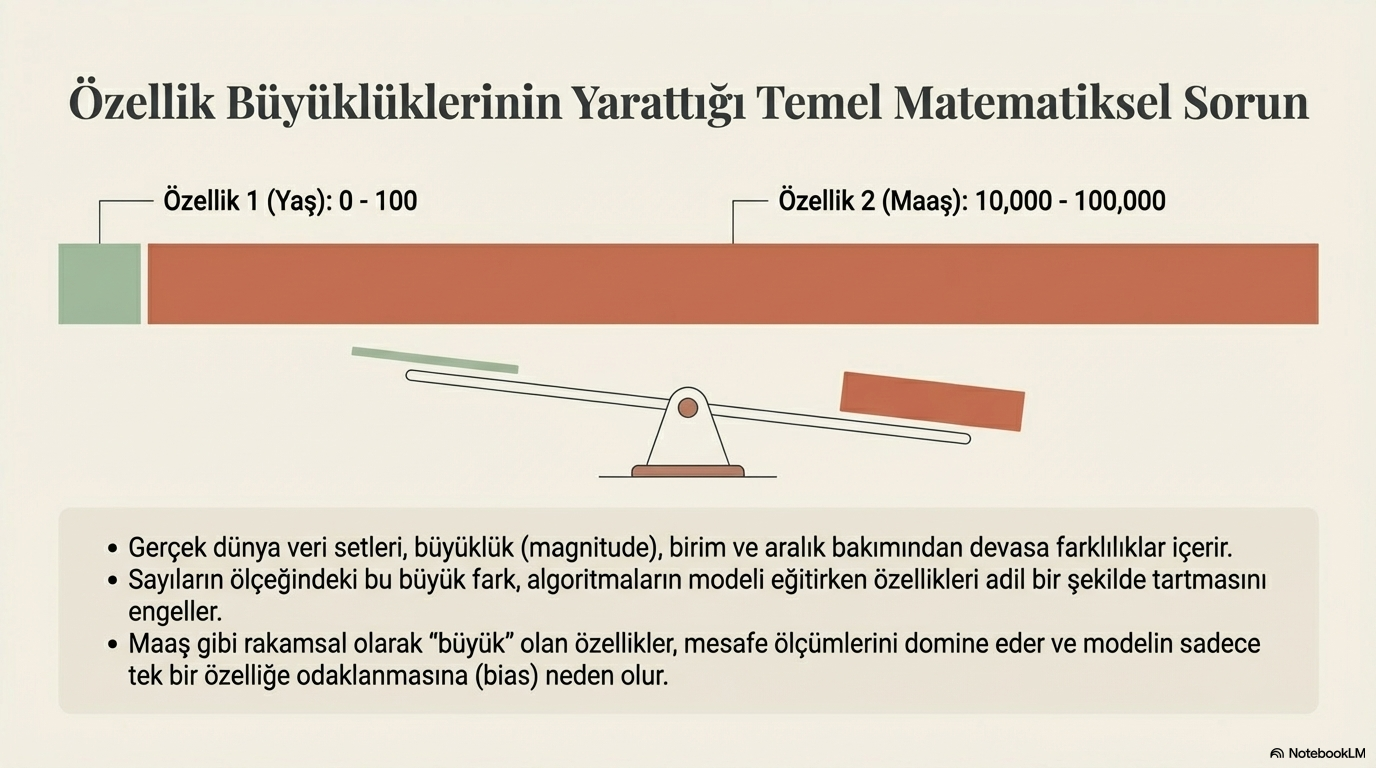 Özellik Büyüklüklerinin Yarattığı Temel Matematiksel Sorun
Özellik 1 (Yaş): 0 - 100
Özellik 2 (Maaş): 10,000 - 100,000
• Gerçek dünya veri setleri, büyüklük (magnitude), birim ve aralık bakımından devasa farklılıklar içerir.
• Sayıların ölçeğindeki bu büyük fark, algoritmaların modeli eğitirken özellikleri adil bir şekilde tartmasını
engeller.
• Maaş gibi rakamsal olarak “büyük” olan özellikler, mesafe ölçümlerini domine eder ve modelin sadece
tek bir özelliğe odaklanmasına (bias) neden olur.
NotebookLM